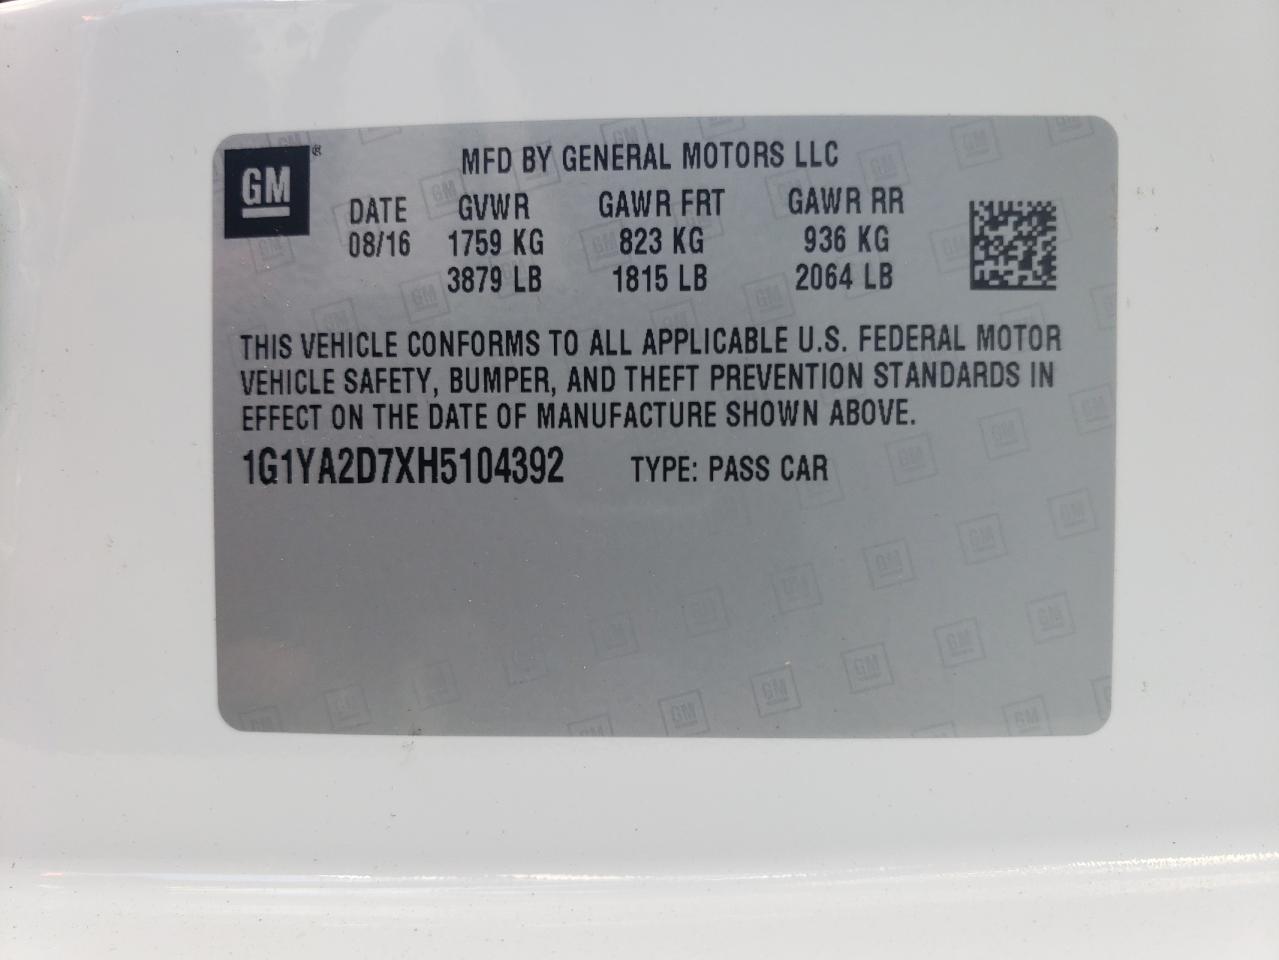 GM®
MFD BY GENERAL MOTORS LLC
DATE GVWR GAWR FRT GAWR RR
08/16 1759 KG 823 KG 936 KG
3879 LB 1815 LB 2064 LB
THIS VEHICLE CONFORMS TO ALL APPLICABLE U.S. FEDERAL MOTOR
VEHICLE SAFETY, BUMPER, AND THEFT PREVENTION STANDARDS IN
EFFECT ON THE DATE OF MANUFACTURE SHOWN ABOVE.
1G1YA2D7XH5104392 TYPE: PASS CAR